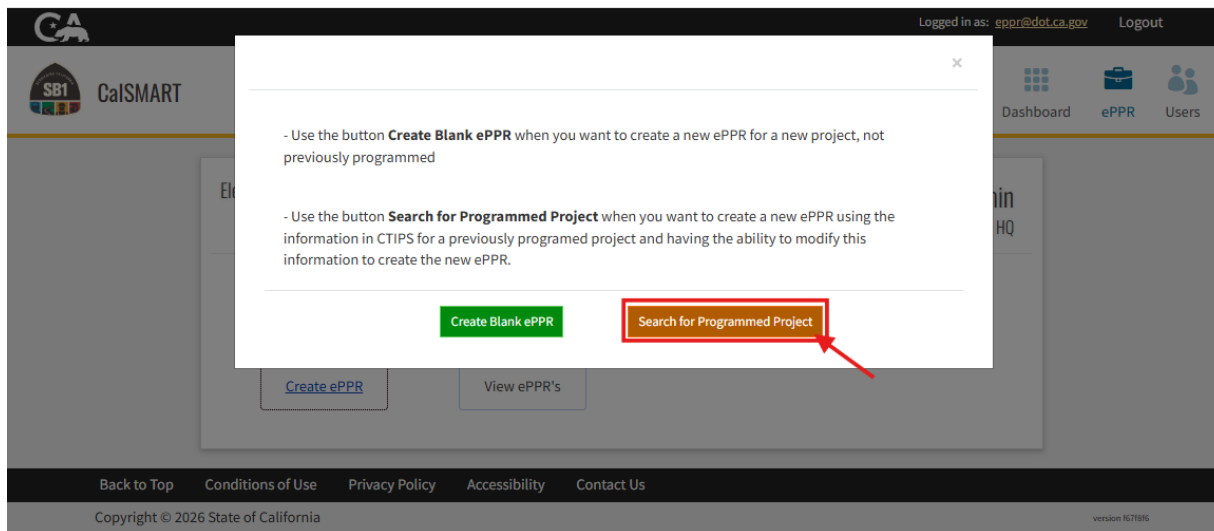 CA
Logged in as: eppr@dot.ca.gov Logout
×
SB1
CalSMART
Dashboard ePPR Users
- Use the button Create Blank ePPR when you want to create a new ePPR for a new project, not
previously programmed
Ele
min
HQ
- Use the button Search for Programmed Project when you want to create a new ePPR using the
information in CTIPS for a previously programed project and having the ability to modify this
information to create the new ePPR.
Create Blank ePPR Search for Programmed Project
Create ePPR View ePPR's
Back to Top Conditions of Use Privacy Policy Accessibility Contact Us
Copyright © 2026 State of California version f67f8f6